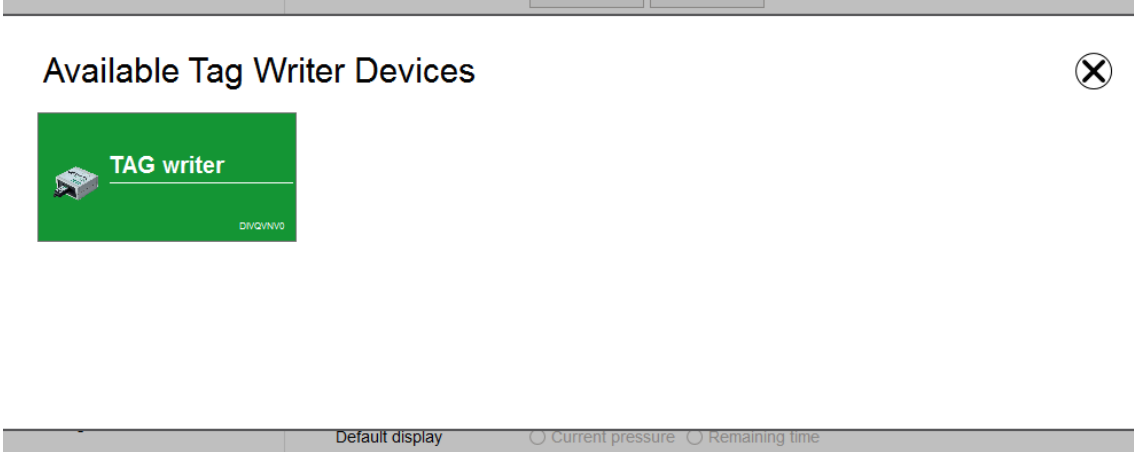 Available Tag Writer Devices
TAG writer
DIVQVNV0
Default display
Current pressure
Remaining time